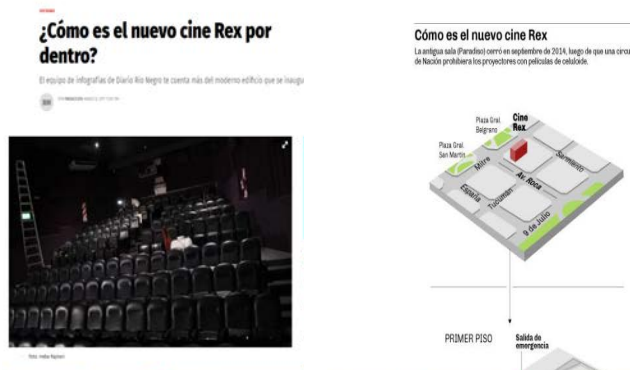 ¿Cómo es el nuevo cine Rex por
dentro?
El equipo de infografías de Diario Río Negro te cuenta más del moderno edificio que se inaugu
Cómo es el nuevo cine Rex
La antigua sala (Paradiso) cerró en septiembre de 2014, luego de que una circu
de Nación prohibiera los proyectores con películas de celuloide.
Plaza Gral.
Belgrano
Cine
Rex
Plaza Gral.
San Martín
Mitre
Sarmiento
Av. Roca
España
Tucumán
9 de Julio
PRIMER PISO
Salida de
emergencia